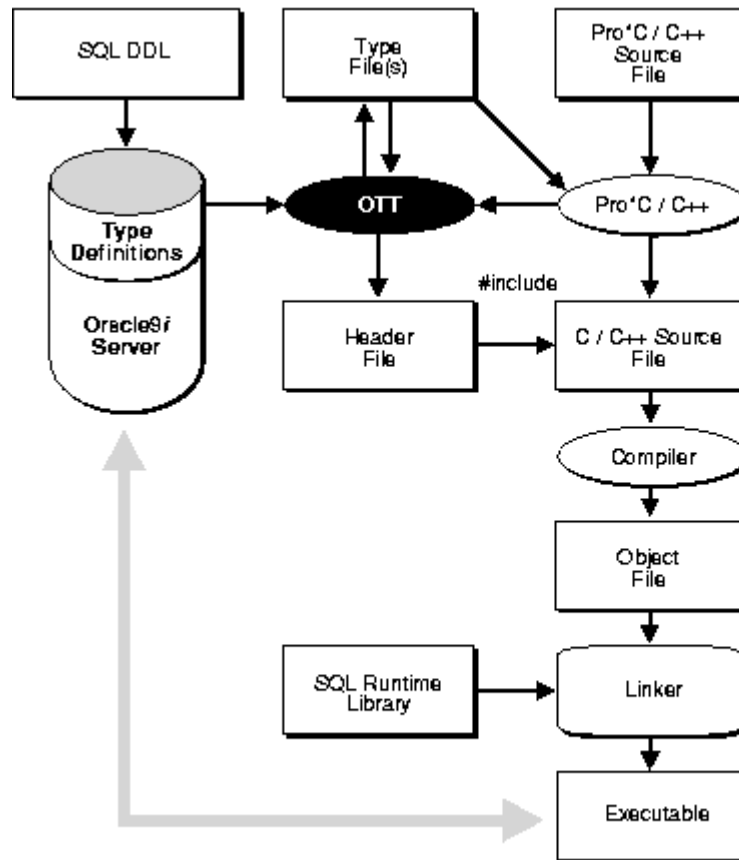 SQL DDL
Type
File(s)
Pro*C / C++
Source
File
OTT
Pro*C / C++
Type
Definitions
Oracle9i
Server
#include
Header
File
C / C++ Source
File
Compiler
Object
File
SQL Runtime
Library
Linker
Executable